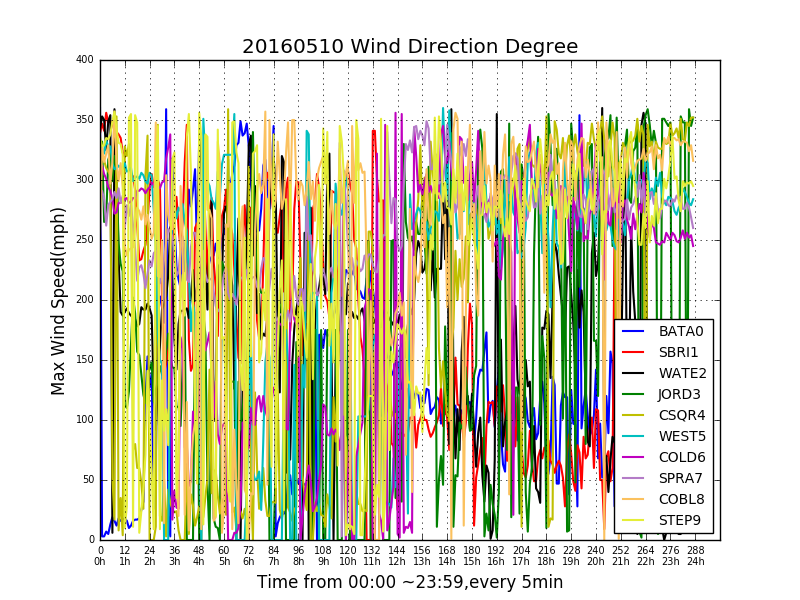 20160510 Wind Direction Degree
400
350
300
250
200
150
100
50
0
Max Wind Speed(mph)
BATA0
SBRI1
WATE2
JORD3
CSQR4
WEST5
COLD6
SPRA7
COBL8
STEP9
0 12 24 36 48 60 72 84 96 108 120 132 144 156 168 180 192 204 216 228 240 252 264 276 288
0h 1h 2h 3h 4h 5h 6h 7h 8h 9h 10h 11h 12h 13h 14h 15h 16h 17h 18h 19h 20h 21h 22h 23h 24h
Time from 00:00 ~23:59,every 5min